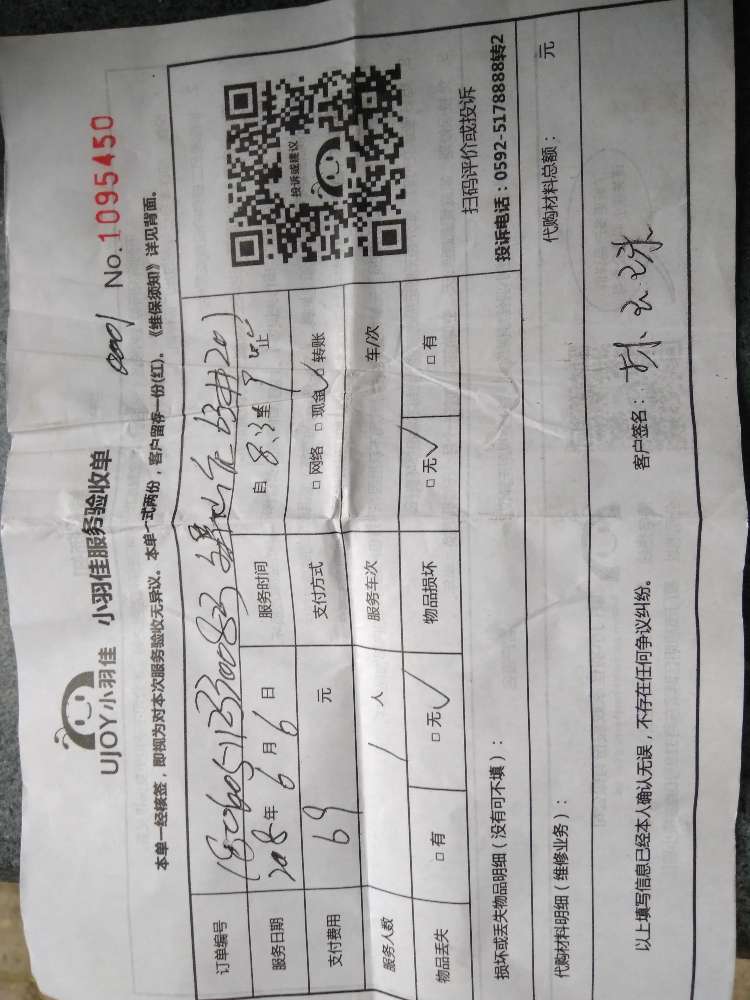 UJOY小羽佳 小羽佳服务验收单 0001 No.1095450
本单一经核签，即视为对本次服务验收无异议。本单一式两份，客户留存一份(红)。《维保须知》详见背面。
订单编号
服务日期 2018年6月6日 服务时间 自8:30至9 止
支付费用 69 元 支付方式 □网络 □现金✓ □转账
服务人数 1 人 服务车次 车/次
物品丢失 □有 □无✓ 物品损坏 □无✓ □有
投诉或建议
扫码评价或投诉
投诉电话：0592-5178888转2
损坏或丢失物品明细（没有可不填）：
代购材料明细（维修业务）： 代购材料总额： 元
以上填写信息已经本人确认无误，不存在任何争议纠纷。 客户签名：